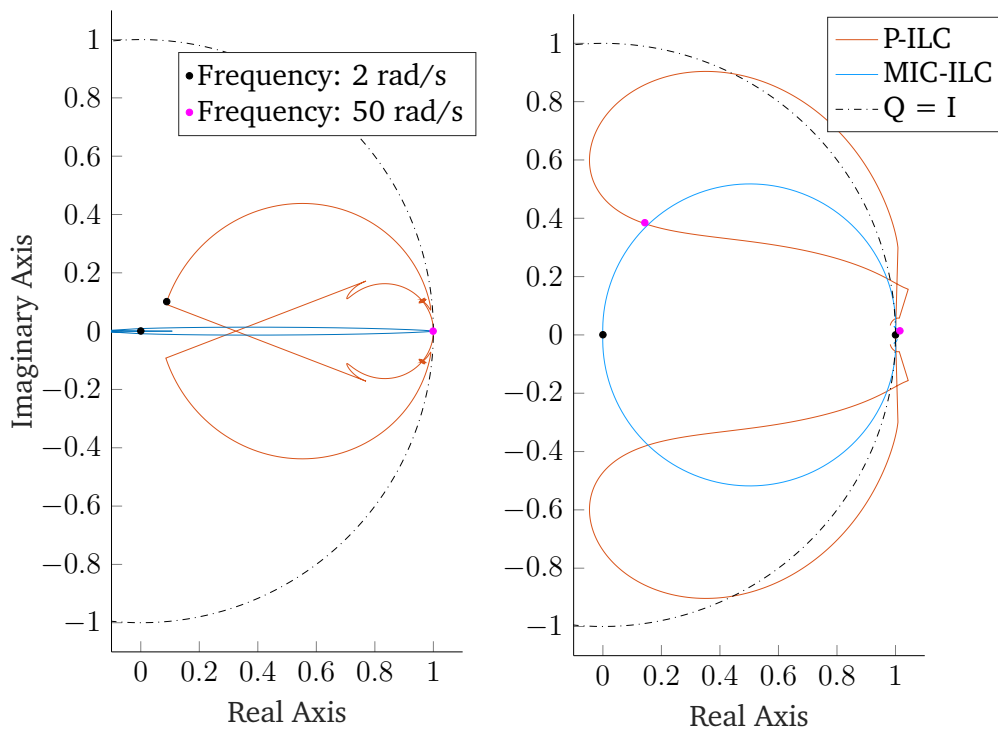 Frequency: 2 rad/s
Frequency: 50 rad/s
1
0.8
0.6
0.4
0.2
0
−0.2
−0.4
−0.6
−0.8
−1
Imaginary Axis
0 0.2 0.4 0.6 0.8 1
Real Axis
P-ILC
MIC-ILC
Q = I
1
0.8
0.6
0.4
0.2
0
−0.2
−0.4
−0.6
−0.8
−1
0 0.2 0.4 0.6 0.8 1
Real Axis